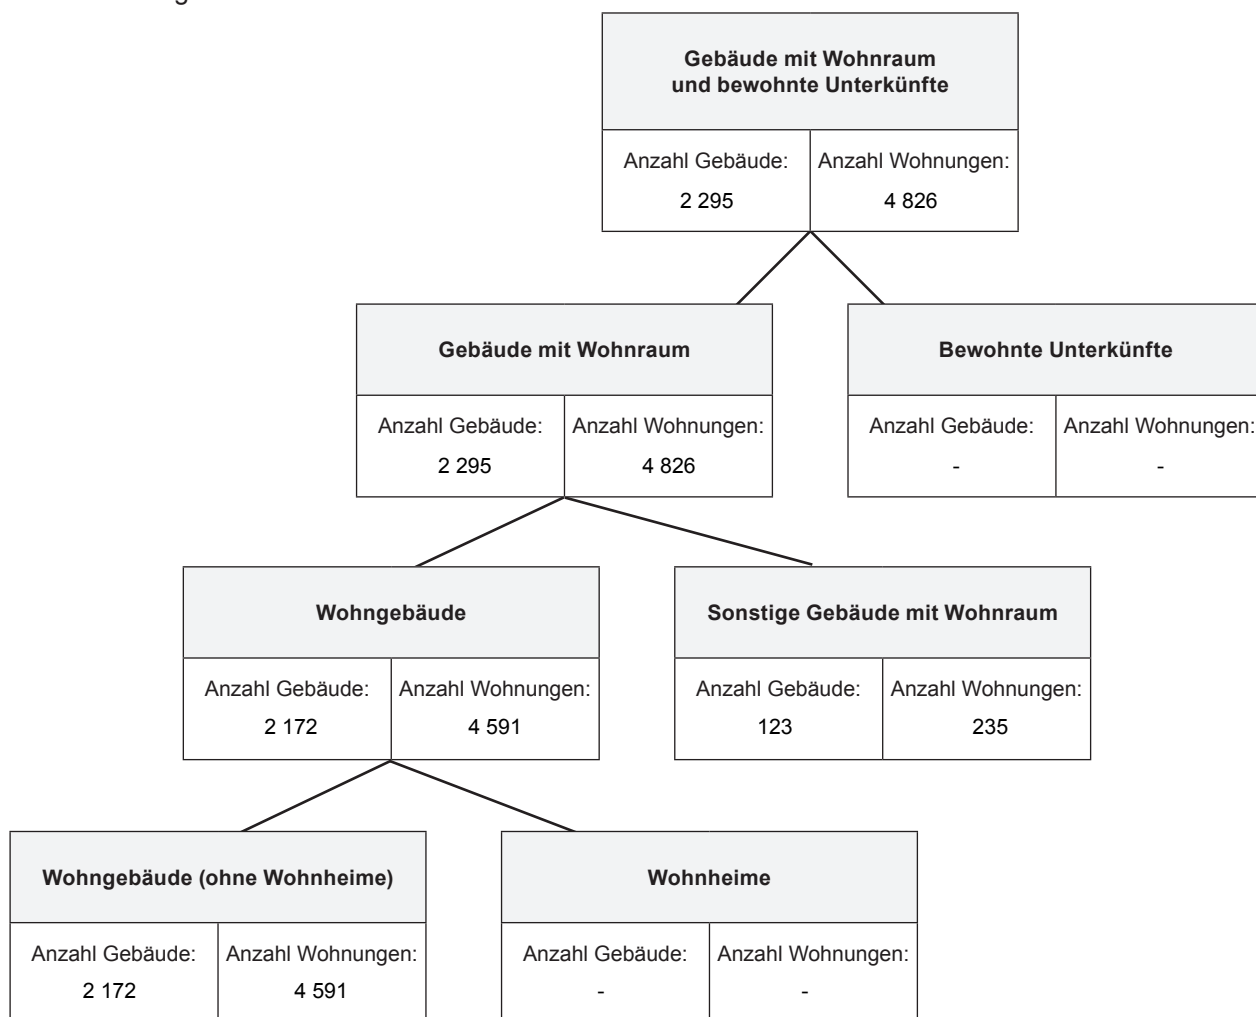 Gebäude mit Wohnraum
und bewohnte Unterkünfte
Anzahl Gebäude: Anzahl Wohnungen:
2 295 4 826
Gebäude mit Wohnraum Bewohnte Unterkünfte
Anzahl Gebäude: Anzahl Wohnungen: Anzahl Gebäude: Anzahl Wohnungen:
2 295 4 826 - -
Wohngebäude Sonstige Gebäude mit Wohnraum
Anzahl Gebäude: Anzahl Wohnungen: Anzahl Gebäude: Anzahl Wohnungen:
2 172 4 591 123 235
Wohngebäude (ohne Wohnheime) Wohnheime
Anzahl Gebäude: Anzahl Wohnungen: Anzahl Gebäude: Anzahl Wohnungen:
2 172 4 591 - -